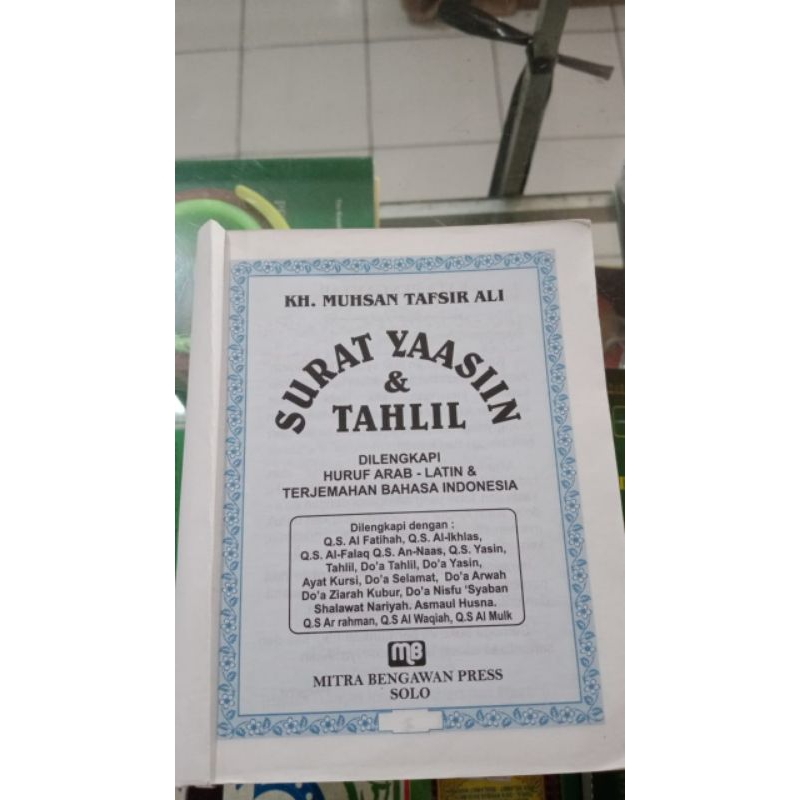 KH. MUHSAN TAFSIR ALI
SURAT YAASIIN
&
TAHLIL
DILENGKAPI
HURUF ARAB - LATIN &
TERJEMAHAN BAHASA INDONESIA
Dilengkapi dengan :
Q.S. Al Fatihah, Q.S. Al-Ikhlas,
Q.S. Al-Falaq Q.S. An-Naas, Q.S. Yasin,
Tahlil, Do'a Tahlil, Do'a Yasin,
Ayat Kursi, Do'a Selamat, Do'a Arwah
Do'a Ziarah Kubur, Do'a Nisfu 'Syaban
Shalawat Nariyah. Asmaul Husna.
Q.S Ar rahman, Q.S Al Waqiah, Q.S Al Mulk
MB
MITRA BENGAWAN PRESS
SOLO